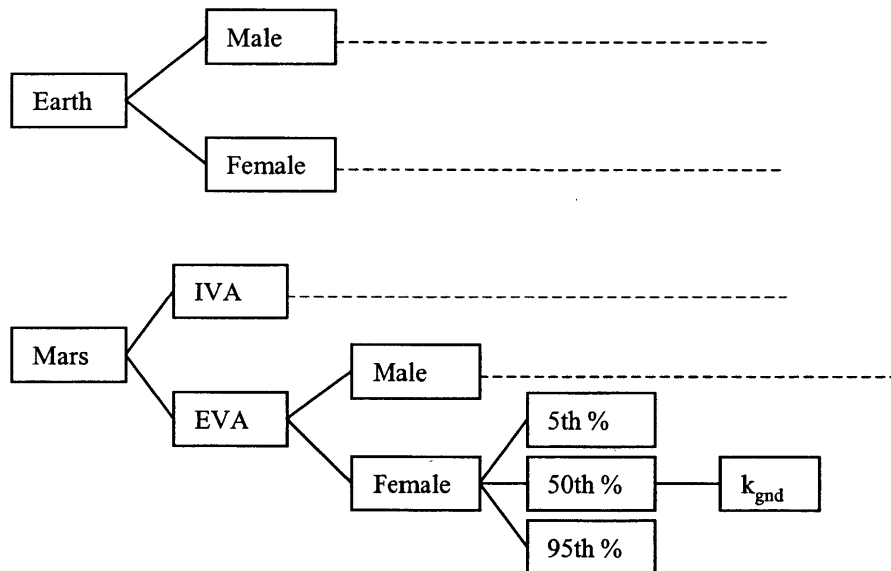 Male
Earth
Female
IVA
Mars
Male
EVA
5th %
Female
50th %
k_gnd
95th %